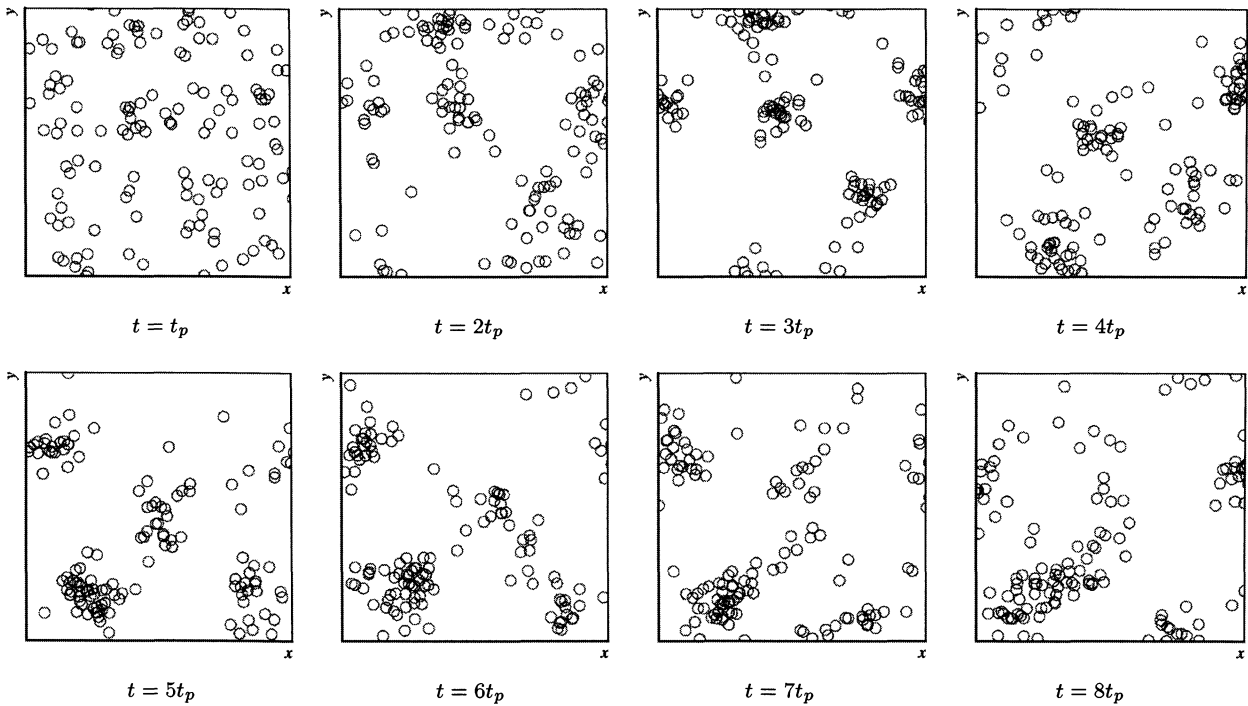 y y y y
x x x x
t = t_p t = 2t_p t = 3t_p t = 4t_p
y y y y
x x x x
t = 5t_p t = 6t_p t = 7t_p t = 8t_p